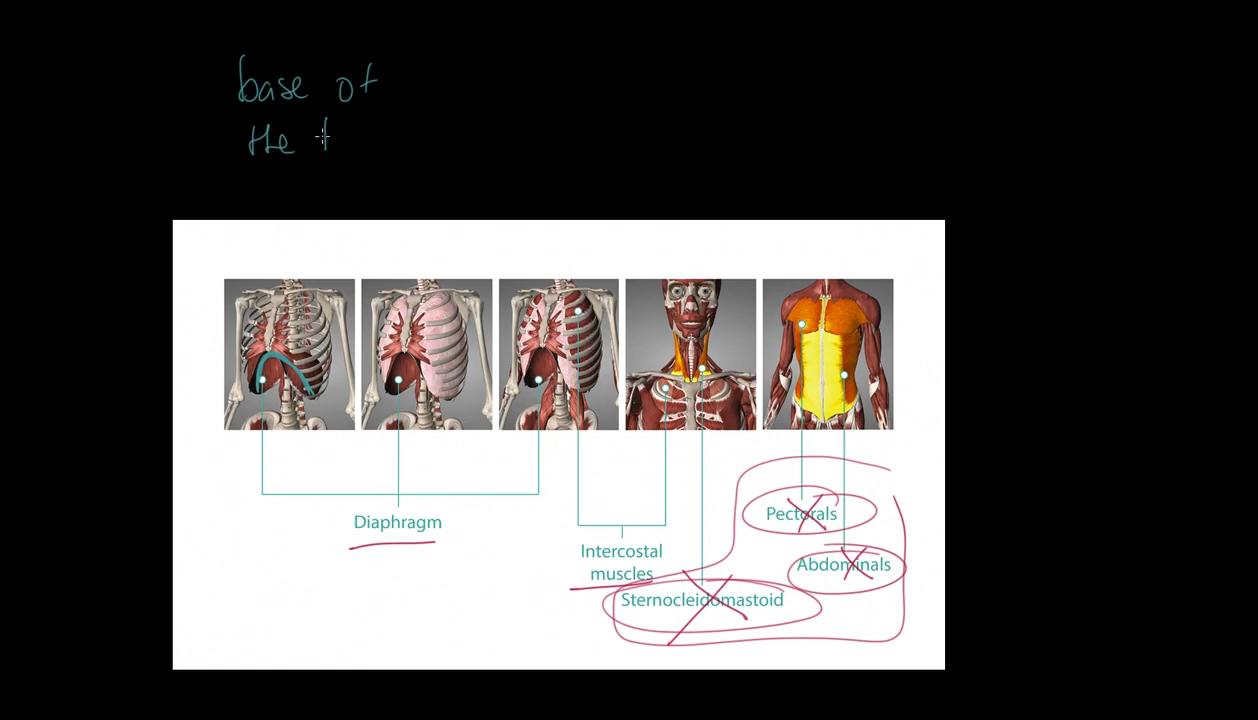 base of
the
Diaphragm
Intercostal
muscles
Sternocleidomastoid
Pectorals
Abdominals